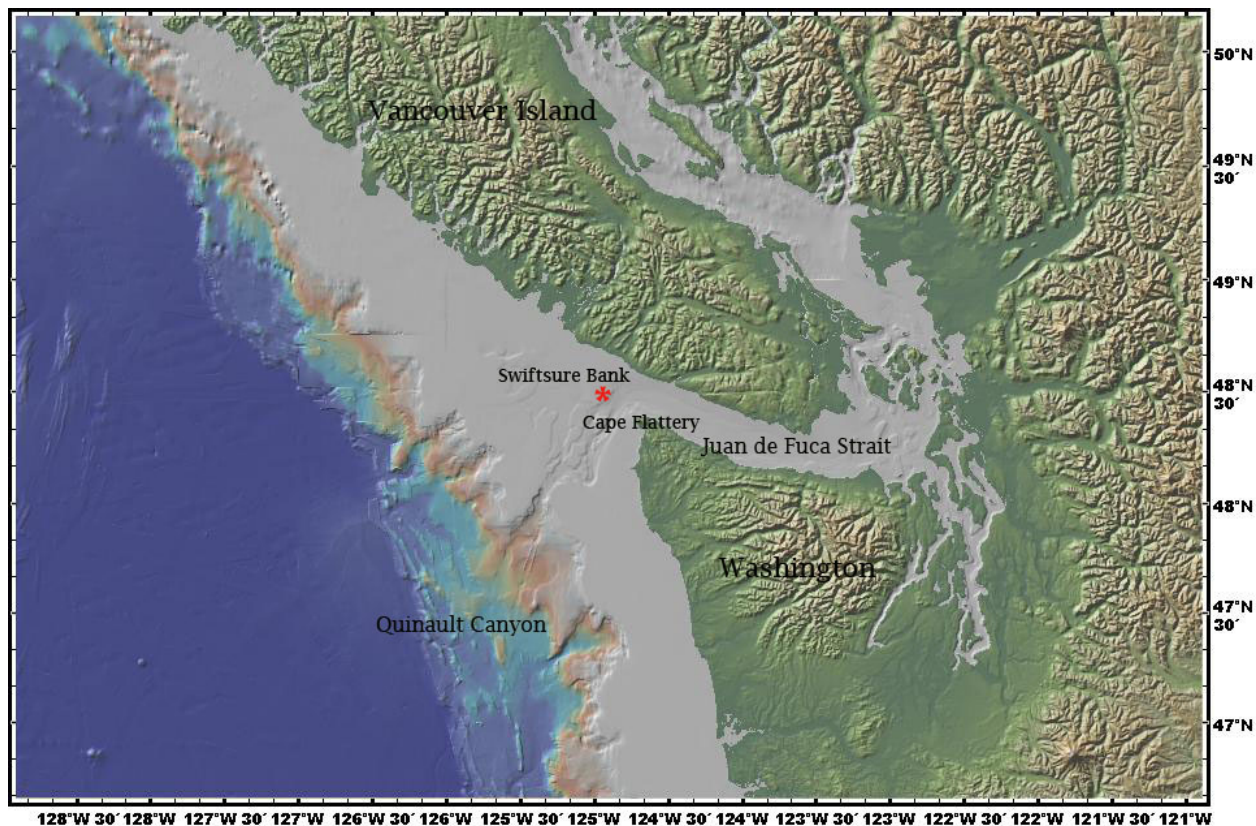 50°N
Vancouver Island
49°N
30´
49°N
Swiftsure Bank
*
48°N
30´
Cape Flattery
Juan de Fuca Strait
48°N
Washington
47°N
30´
Quinault Canyon
47°N
128°W 30´ 128°W 127°W 30´ 127°W 126°W 30´ 126°W 125°W 30´ 125°W 124°W 30´ 124°W 123°W 30´ 123°W 122°W 30´ 122°W 121°W 30´ 121°W